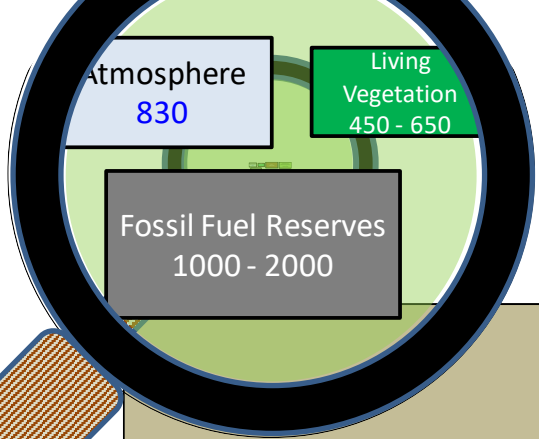 Atmosphere
830
Living
Vegetation
450 - 650
Fossil Fuel Reserves
1000 - 2000